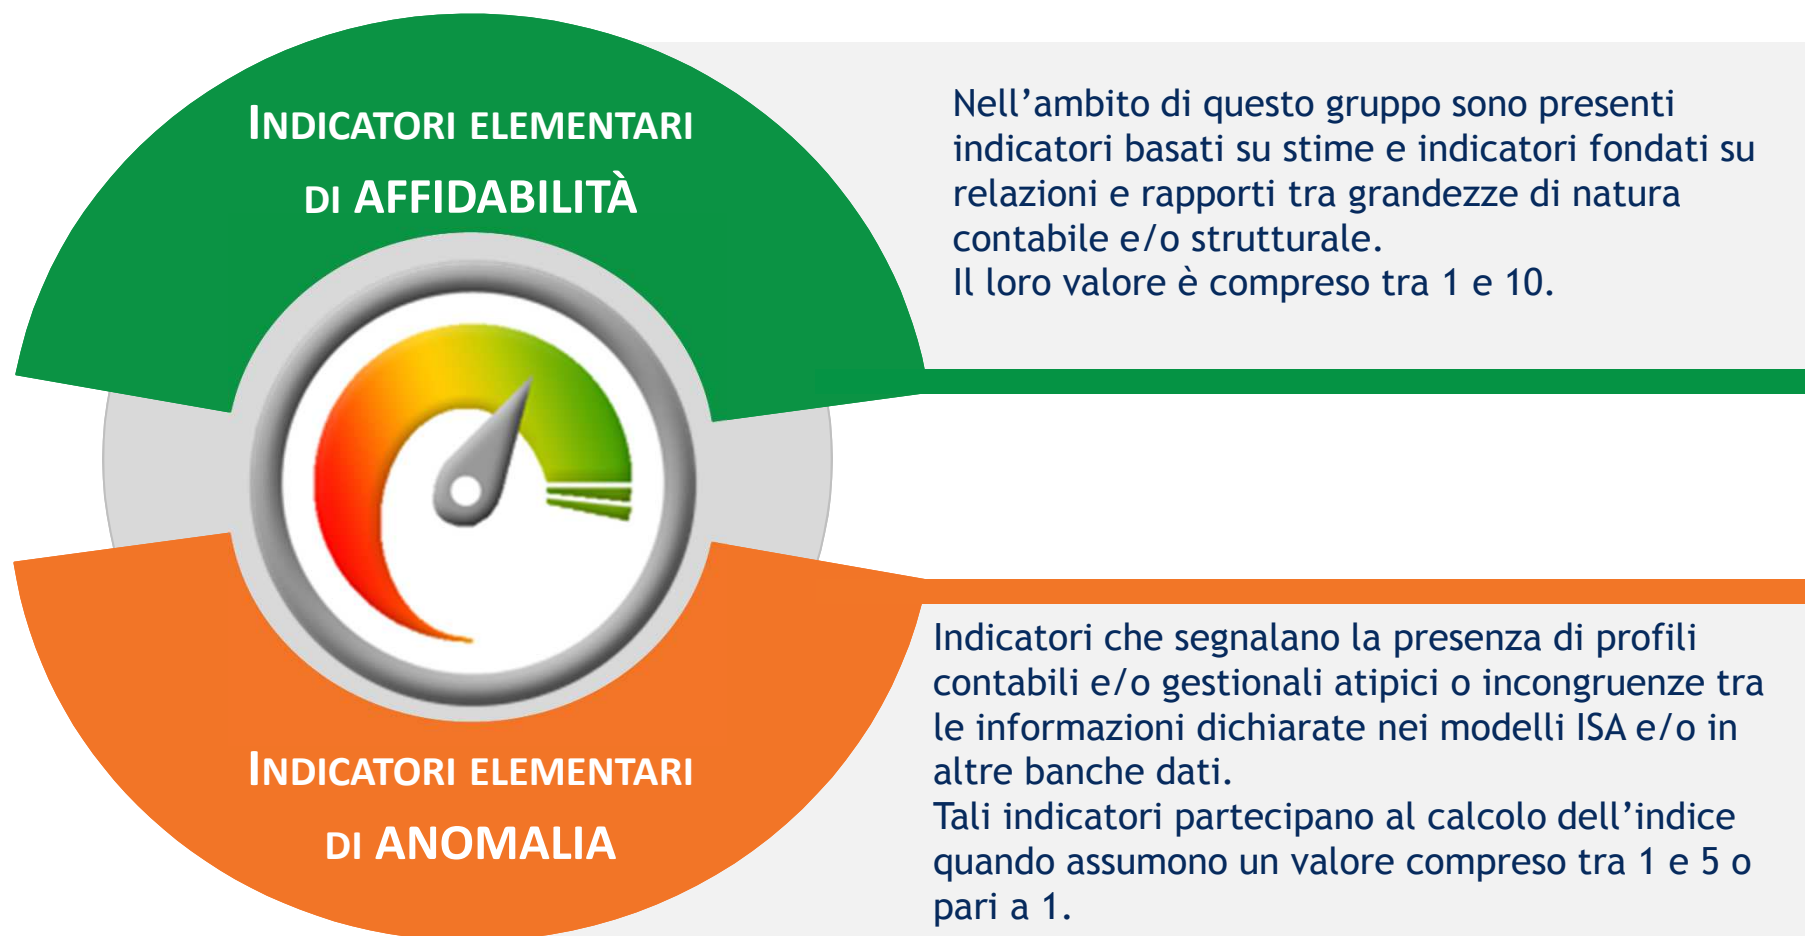 INDICATORI ELEMENTARI
DI AFFIDABILITÀ
Nell’ambito di questo gruppo sono presenti
indicatori basati su stime e indicatori fondati su
relazioni e rapporti tra grandezze di natura
contabile e/o strutturale.
Il loro valore è compreso tra 1 e 10.
INDICATORI ELEMENTARI
DI ANOMALIA
Indicatori che segnalano la presenza di profili
contabili e/o gestionali atipici o incongruenze tra
le informazioni dichiarate nei modelli ISA e/o in
altre banche dati.
Tali indicatori partecipano al calcolo dell’indice
quando assumono un valore compreso tra 1 e 5 o
pari a 1.